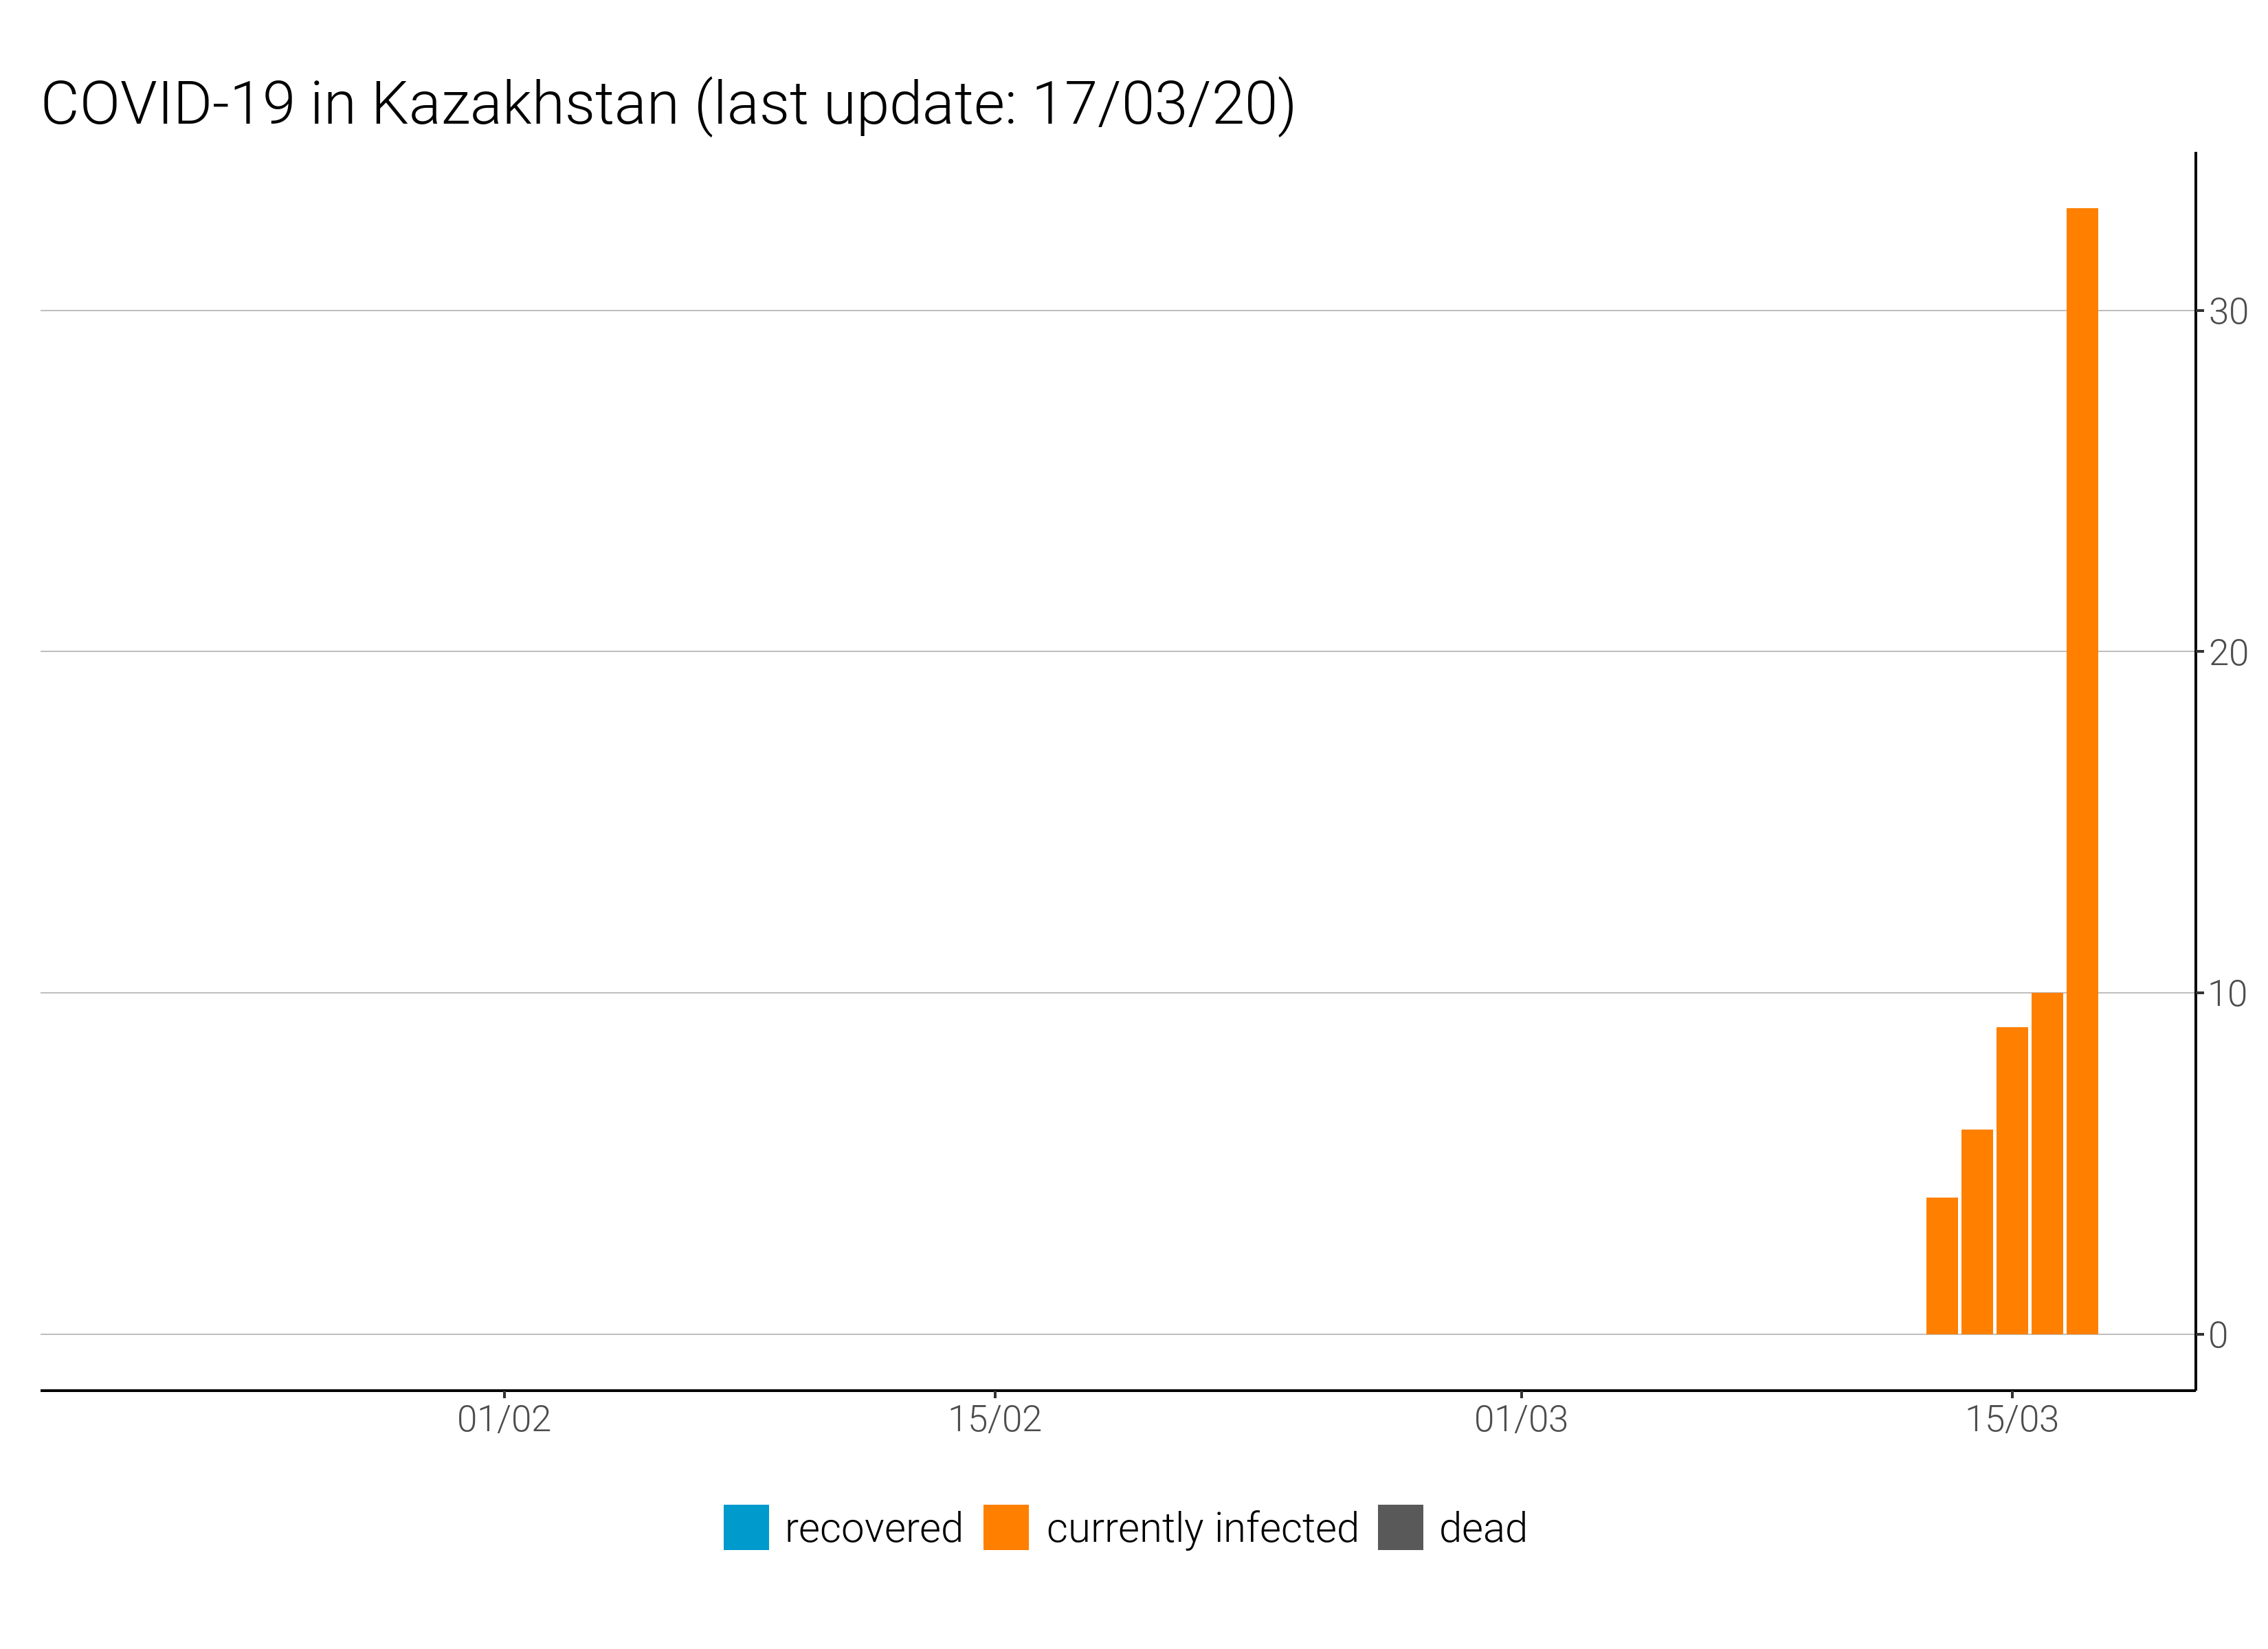 COVID-19 in Kazakhstan (last update: 17/03/20)
30
20
10
0
01/02 15/02 01/03 15/03
recovered currently infected dead